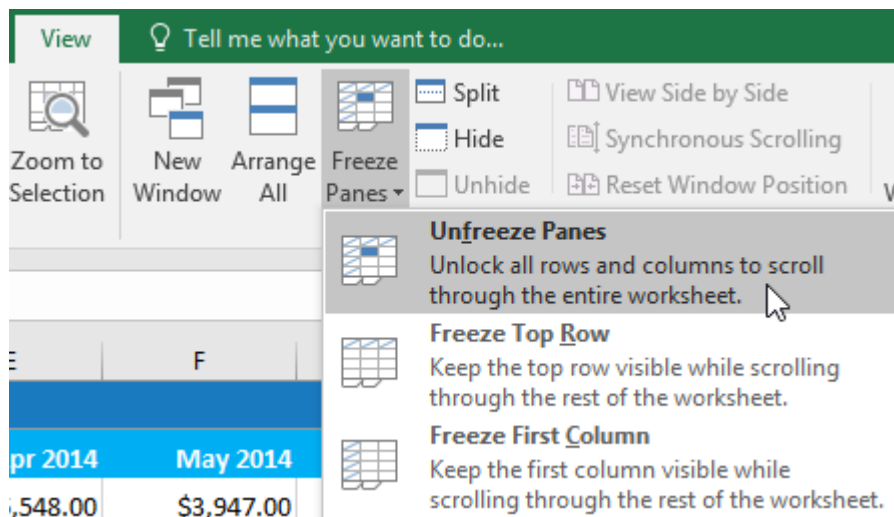 View
Tell me what you want to do...
Zoom to
Selection
New
Window
Arrange
All
Freeze
Panes
Split
Hide
Unhide
View Side by Side
Synchronous Scrolling
Reset Window Position
Unfreeze Panes
Unlock all rows and columns to scroll
through the entire worksheet.
Freeze Top Row
Keep the top row visible while scrolling
through the rest of the worksheet.
Freeze First Column
Keep the first column visible while
scrolling through the rest of the worksheet.
F
pr 2014
May 2014
,548.00
$3,947.00